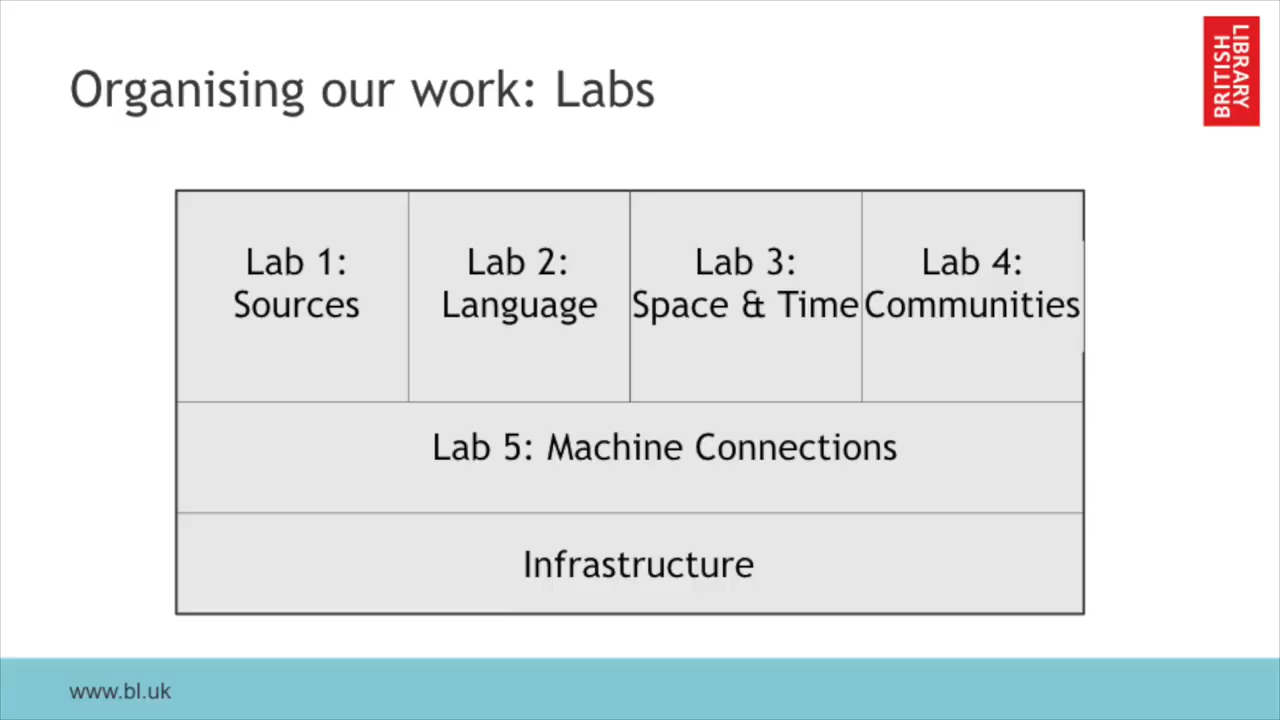 Organising our work: Labs
BRITISH
LIBRARY
Lab 1:
Sources
Lab 2:
Language
Lab 3:
Space & Time
Lab 4:
Communities
Lab 5: Machine Connections
Infrastructure
www.bl.uk